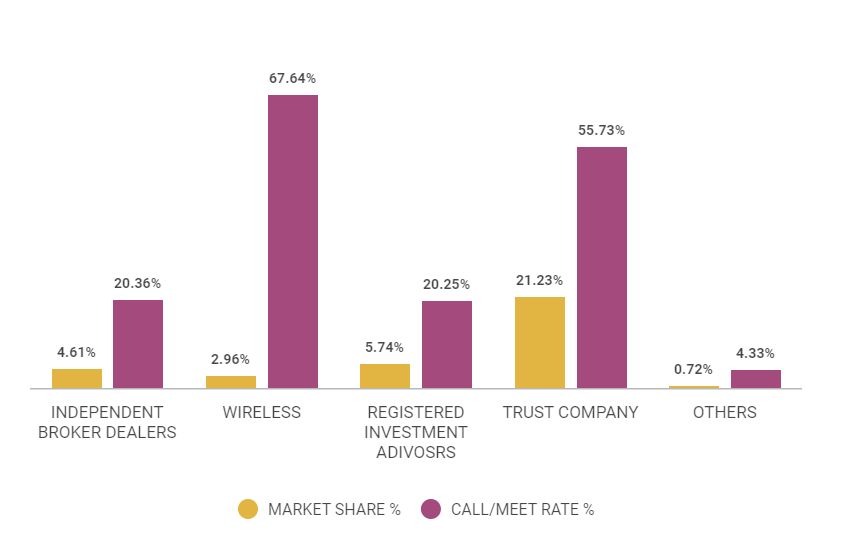 67.64%
55.73%
20.36%
20.25%
21.23%
4.61%
2.96%
5.74%
0.72%
4.33%
INDEPENDENT
BROKER DEALERS
WIRELESS
REGISTERED
INVESTMENT
ADIVOSRS
TRUST COMPANY
OTHERS
MARKET SHARE %
CALL/MEET RATE %